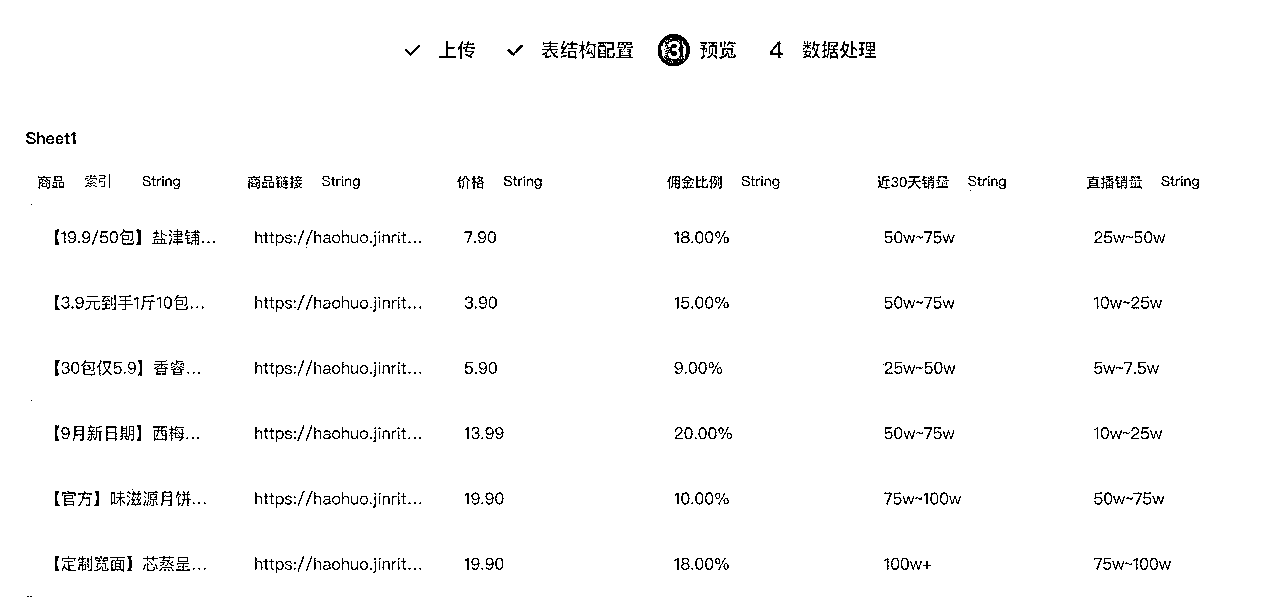 上传 表结构配置 3 预览 4 数据处理
Sheet1
商品 索引 String 商品链接 String 价格 String 佣金比例 String 近30天销量 String 直播销量 String
【19.9/50包】盐津铺... https://haohuo.jinrit... 7.90 18.00% 50w~75w 25w~50w
【3.9元到手1斤10包... https://haohuo.jinrit... 3.90 15.00% 50w~75w 10w~25w
【30包仅5.9】香睿... https://haohuo.jinrit... 5.90 9.00% 25w~50w 5w~7.5w
【9月新日期】西梅... https://haohuo.jinrit... 13.99 20.00% 50w~75w 10w~25w
【官方】味滋源月饼... https://haohuo.jinrit... 19.90 10.00% 75w~100w 50w~75w
【定制宽面】芯蒸呈... https://haohuo.jinrit... 19.90 18.00% 100w+ 75w~100w